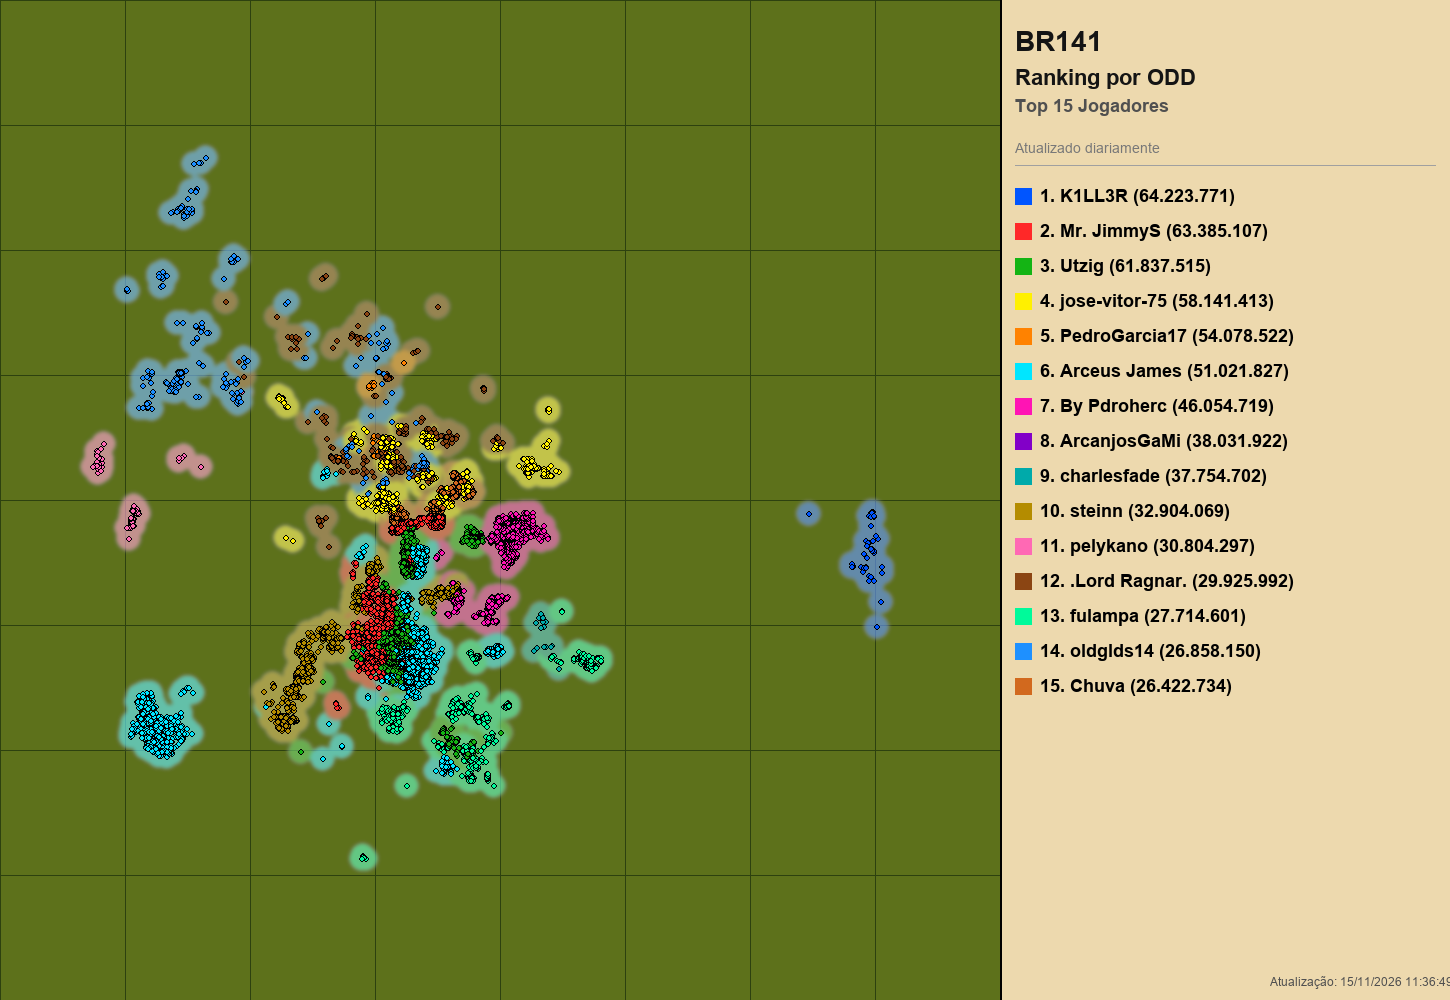 BR141
Ranking por ODD
Top 15 Jogadores
Atualizado diariamente
1. K1LL3R (64.223.771)
2. Mr. JimmyS (63.385.107)
3. Utzig (61.837.515)
4. jose-vitor-75 (58.141.413)
5. PedroGarcia17 (54.078.522)
6. Arceus James (51.021.827)
7. By Pdroherc (46.054.719)
8. ArcanjosGaMi (38.031.922)
9. charlesfade (37.754.702)
10. steinn (32.904.069)
11. pelykano (30.804.297)
12. .Lord Ragnar. (29.925.992)
13. fulampa (27.714.601)
14. oldglds14 (26.858.150)
15. Chuva (26.422.734)
Atualização: 15/11/2026 11:36:49